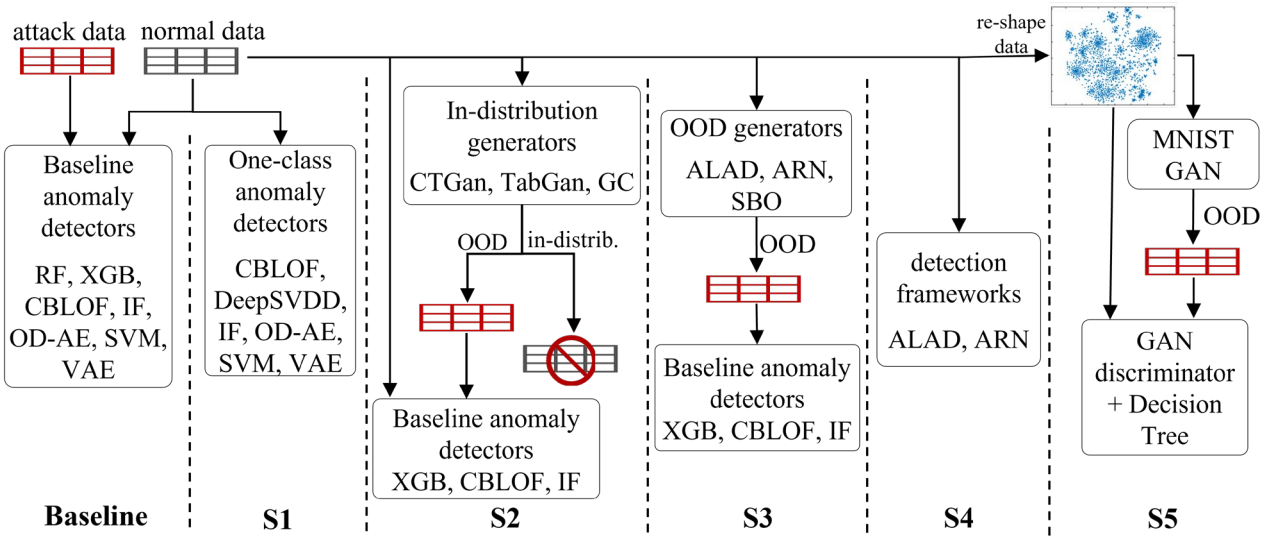 attack data
normal data
re-shape
data
Baseline
anomaly
detectors
RF, XGB,
CBLOF, IF,
OD-AE, SVM,
VAE
One-class
anomaly
detectors
CBLOF,
DeepSVDD,
IF, OD-AE,
SVM, VAE
In-distribution
generators
CTGan, TabGan, GC
OOD
in-distrib.
Baseline anomaly
detectors
XGB, CBLOF, IF
OOD generators
ALAD, ARN,
SBO
OOD
Baseline anomaly
detectors
XGB, CBLOF, IF
detection
frameworks
ALAD, ARN
MNIST
GAN
OOD
GAN
discriminator
+ Decision
Tree
Baseline
S1
S2
S3
S4
S5